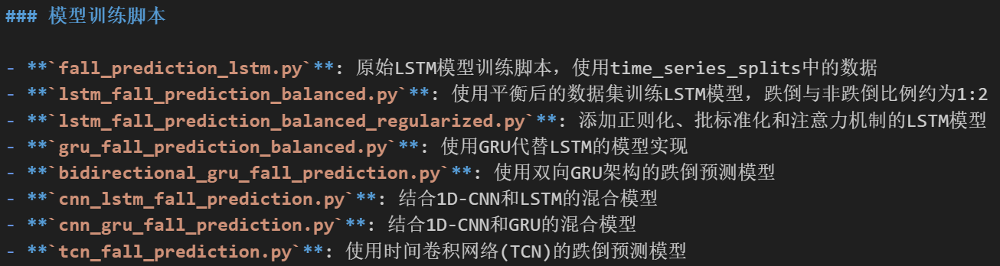 ### 模型训练脚本
- **`fall_prediction_lstm.py`**: 原始LSTM模型训练脚本，使用time_series_splits中的数据
- **`lstm_fall_prediction_balanced.py`**: 使用平衡后的数据集训练LSTM模型，跌倒与非跌倒比例约为1:2
- **`lstm_fall_prediction_balanced_regularized.py`**: 添加正则化、批标准化和注意力机制的LSTM模型
- **`gru_fall_prediction_balanced.py`**: 使用GRU代替LSTM的模型实现
- **`bidirectional_gru_fall_prediction.py`**: 使用双向GRU架构的跌倒预测模型
- **`cnn_lstm_fall_prediction.py`**: 结合1D-CNN和LSTM的混合模型
- **`cnn_gru_fall_prediction.py`**: 结合1D-CNN和GRU的混合模型
- **`tcn_fall_prediction.py`**: 使用时间卷积网络(TCN)的跌倒预测模型